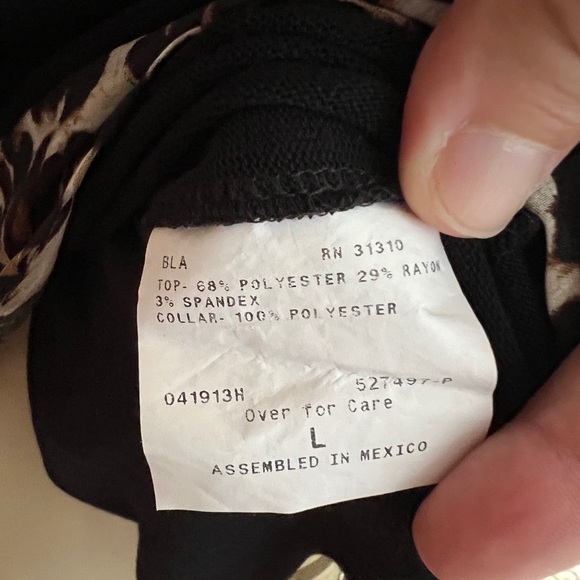 BLA RN 31310
TOP- 68% POLYESTER 29% RAYON
3% SPANDEX
COLLAR- 100% POLYESTER
041913H 527497-P
Over for Care
L
ASSEMBLED IN MEXICO